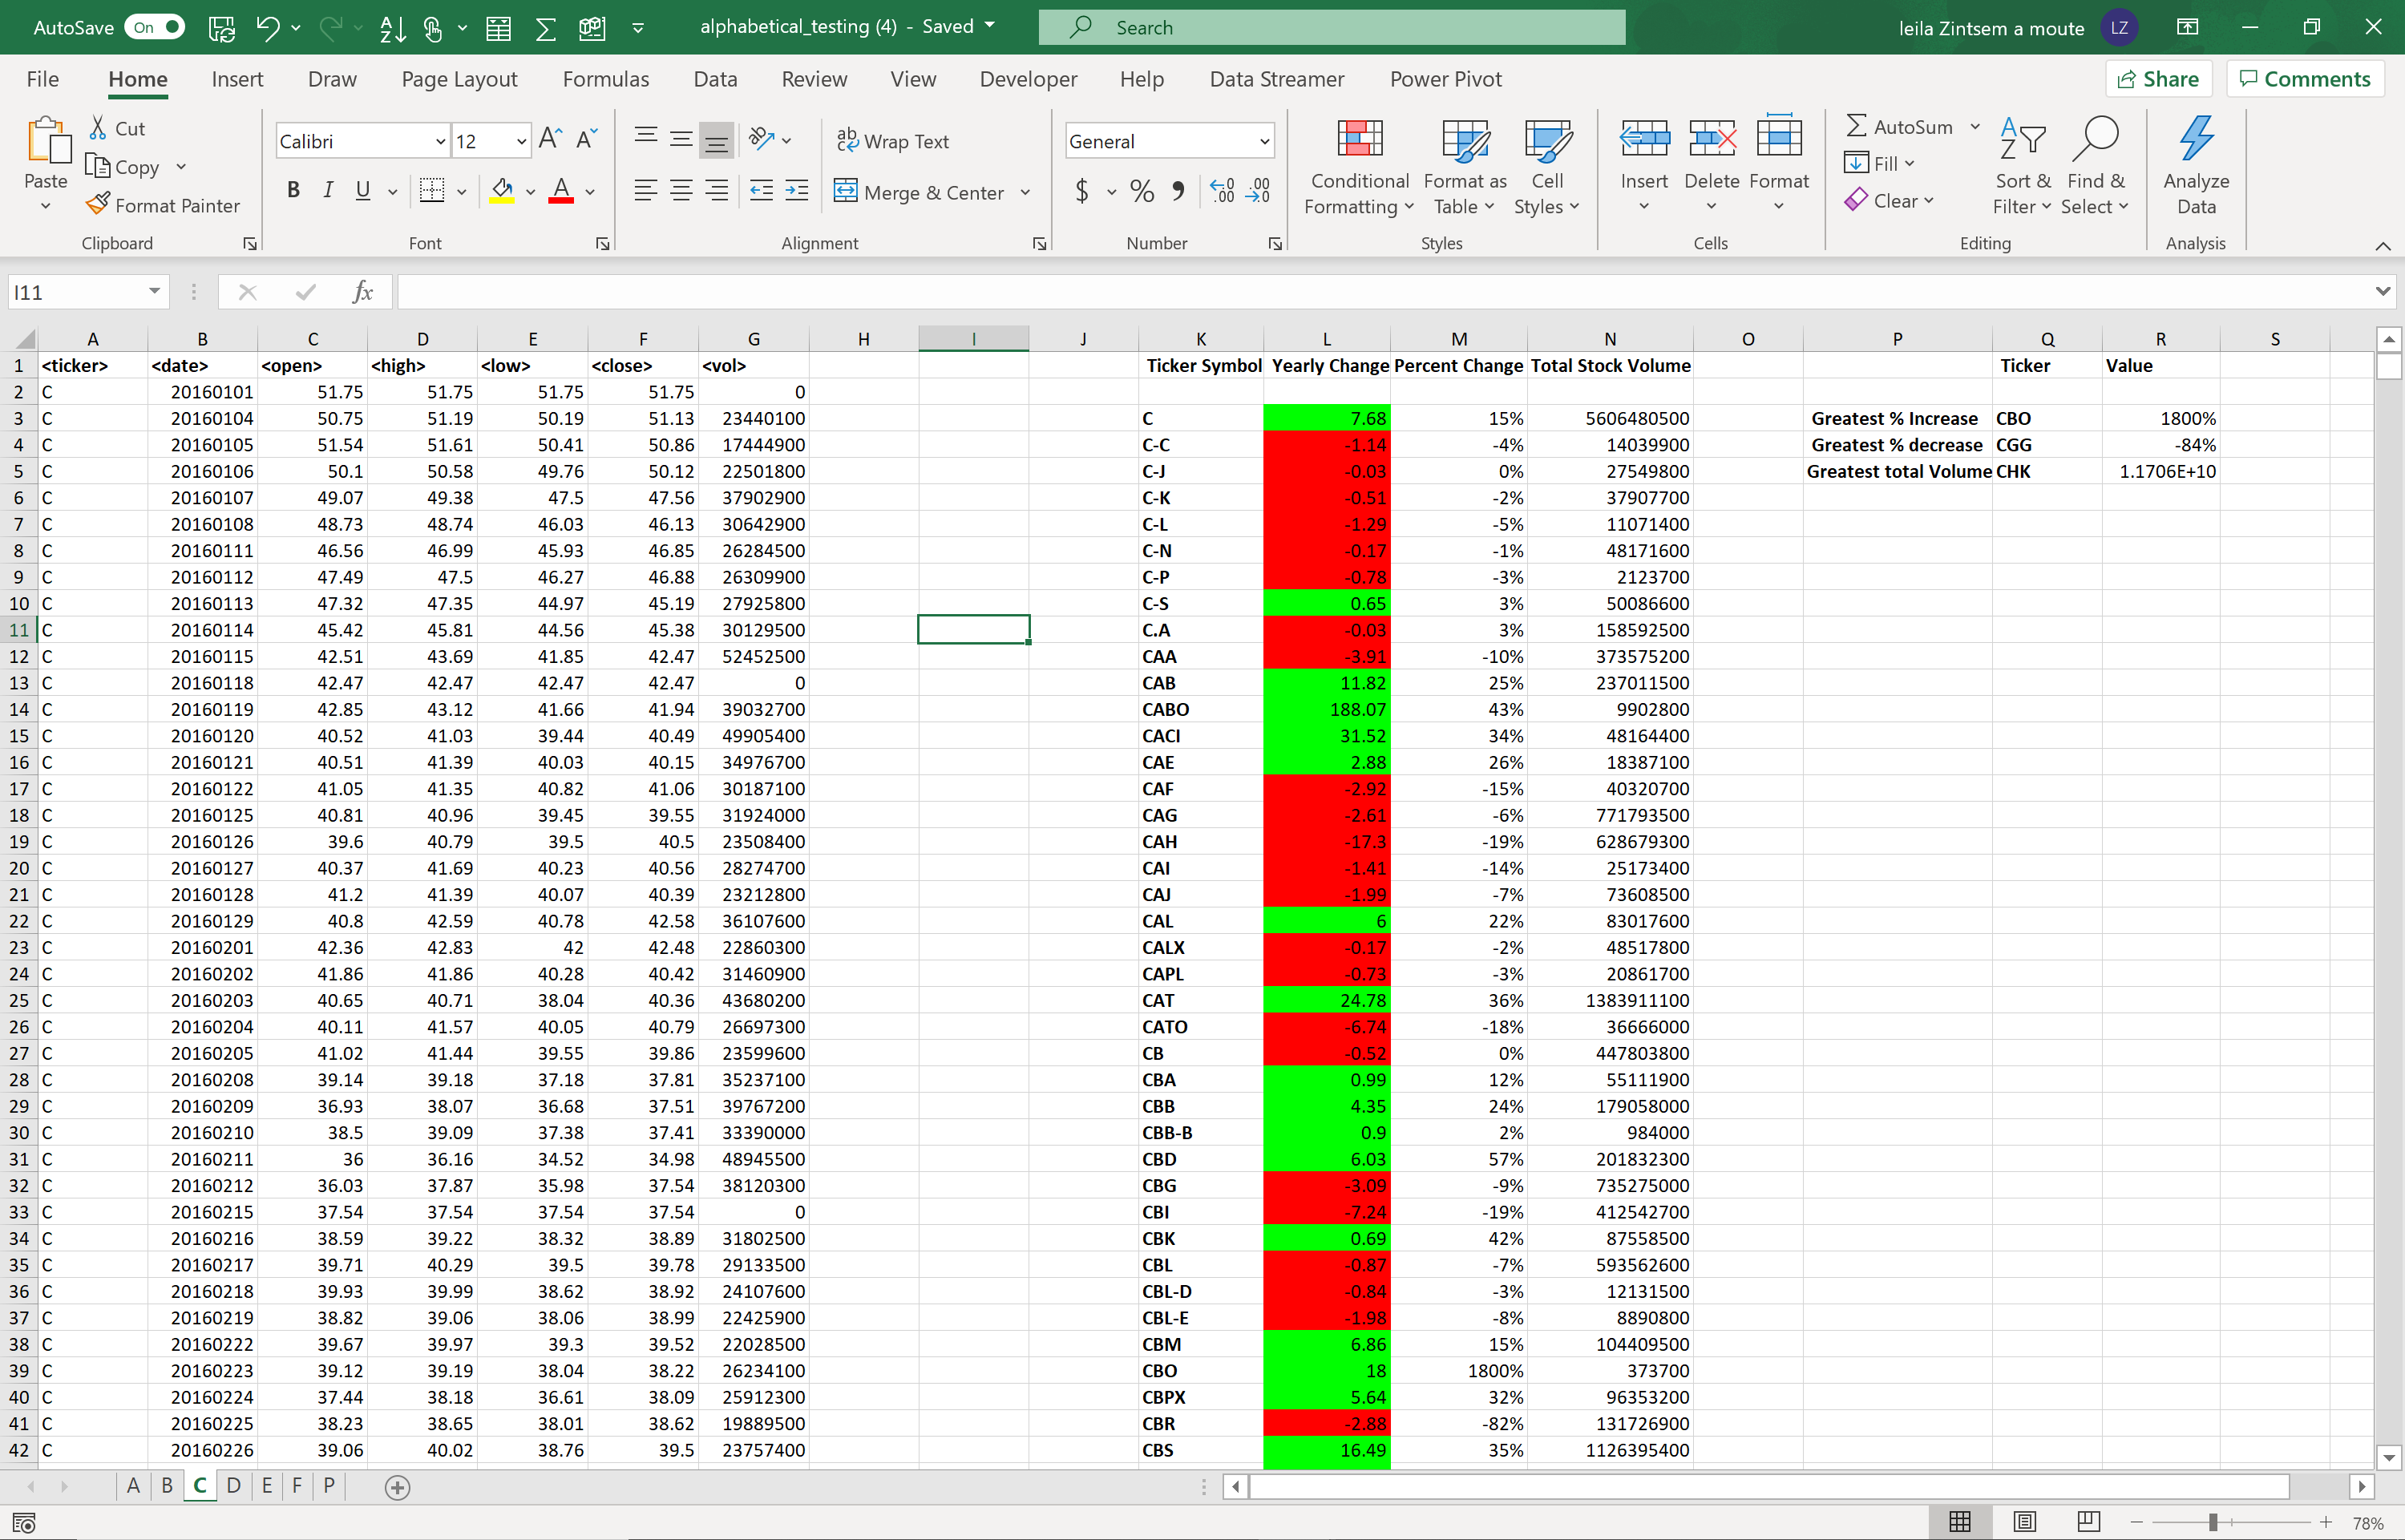 AutoSave On alphabetical_testing (4) - Saved Search leila Zintsem a moute LZ
File Home Insert Draw Page Layout Formulas Data Review View Developer Help Data Streamer Power Pivot Share Comments
Paste Cut Copy Format Painter Clipboard
Calibri 12 B I U A Font
Wrap Text Merge & Center Alignment
General $ % Number
Conditional Formatting Format as Table Cell Styles Styles
Insert Delete Format Cells
AutoSum Fill Clear Sort & Filter Find & Select Editing
Analyze Data Analysis
I11 fx
A B C D E F G H I J K L M N O P Q R S
1 <ticker> <date> <open> <high> <low> <close> <vol> Ticker Symbol Yearly Change Percent Change Total Stock Volume Ticker Value
2 C 20160101 51.75 51.75 51.75 51.75 0
3 C 20160104 50.75 51.19 50.19 51.13 23440100 C 7.68 15% 5606480500 Greatest % Increase CBO 1800%
4 C 20160105 51.54 51.61 50.41 50.86 17444900 C-C -1.14 -4% 14039900 Greatest % decrease CGG -84%
5 C 20160106 50.1 50.58 49.76 50.12 22501800 C-J -0.03 0% 27549800 Greatest total Volume CHK 1.1706E+10
6 C 20160107 49.07 49.38 47.5 47.56 37902900 C-K -0.51 -2% 37907700
7 C 20160108 48.73 48.74 46.03 46.13 30642900 C-L -1.29 -5% 11071400
8 C 20160111 46.56 46.99 45.93 46.85 26284500 C-N -0.17 -1% 48171600
9 C 20160112 47.49 47.5 46.27 46.88 26309900 C-P -0.78 -3% 2123700
10 C 20160113 47.32 47.35 44.97 45.19 27925800 C-S 0.65 3% 50086600
11 C 20160114 45.42 45.81 44.56 45.38 30129500 C.A -0.03 3% 158592500
12 C 20160115 42.51 43.69 41.85 42.47 52452500 CAA -3.91 -10% 373575200
13 C 20160118 42.47 42.47 42.47 42.47 0 CAB 11.82 25% 237011500
14 C 20160119 42.85 43.12 41.66 41.94 39032700 CABO 188.07 43% 9902800
15 C 20160120 40.52 41.03 39.44 40.49 49905400 CACI 31.52 34% 48164400
16 C 20160121 40.51 41.39 40.03 40.15 34976700 CAE 2.88 26% 18387100
17 C 20160122 41.05 41.35 40.82 41.06 30187100 CAF -2.92 -15% 40320700
18 C 20160125 40.81 40.96 39.45 39.55 31924000 CAG -2.61 -6% 771793500
19 C 20160126 39.6 40.79 39.5 40.5 23508400 CAH -17.3 -19% 628679300
20 C 20160127 40.37 41.69 40.23 40.56 28274700 CAI -1.41 -14% 25173400
21 C 20160128 41.2 41.39 40.07 40.39 23212800 CAJ -1.99 -7% 73608500
22 C 20160129 40.8 42.59 40.78 42.58 36107600 CAL 6 22% 83017600
23 C 20160201 42.36 42.83 42 42.48 22860300 CALX -0.17 -2% 48517800
24 C 20160202 41.86 41.86 40.28 40.42 31460900 CAPL -0.73 -3% 20861700
25 C 20160203 40.65 40.71 38.04 40.36 43680200 CAT 24.78 36% 1383911100
26 C 20160204 40.11 41.57 40.05 40.79 26697300 CATO -6.74 -18% 36666000
27 C 20160205 41.02 41.44 39.55 39.86 23599600 CB -0.52 0% 447803800
28 C 20160208 39.14 39.18 37.18 37.81 35237100 CBA 0.99 12% 55111900
29 C 20160209 36.93 38.07 36.68 37.51 39767200 CBB 4.35 24% 179058000
30 C 20160210 38.5 39.09 37.38 37.41 33390000 CBB-B 0.9 2% 984000
31 C 20160211 36 36.16 34.52 34.98 48945500 CBD 6.03 57% 201832300
32 C 20160212 36.03 37.87 35.98 37.54 38120300 CBG -3.09 -9% 735275000
33 C 20160215 37.54 37.54 37.54 37.54 0 CBI -7.24 -19% 412542700
34 C 20160216 38.59 39.22 38.32 38.89 31802500 CBK 0.69 42% 87558500
35 C 20160217 39.71 40.29 39.5 39.78 29133500 CBL -0.87 -7% 593562600
36 C 20160218 39.93 39.99 38.62 38.92 24107600 CBL-D -0.84 -3% 12131500
37 C 20160219 38.82 39.06 38.06 38.99 22425900 CBL-E -1.98 -8% 8890800
38 C 20160222 39.67 39.97 39.3 39.52 22028500 CBM 6.86 15% 104409500
39 C 20160223 39.12 39.19 38.04 38.22 26234100 CBO 18 1800% 373700
40 C 20160224 37.44 38.18 36.61 38.09 25912300 CBPX 5.64 32% 96353200
41 C 20160225 38.23 38.65 38.01 38.62 19889500 CBR -2.88 -82% 131726900
42 C 20160226 39.06 40.02 38.76 39.5 23757400 CBS 16.49 35% 1126395400
A B C D E F P
78%